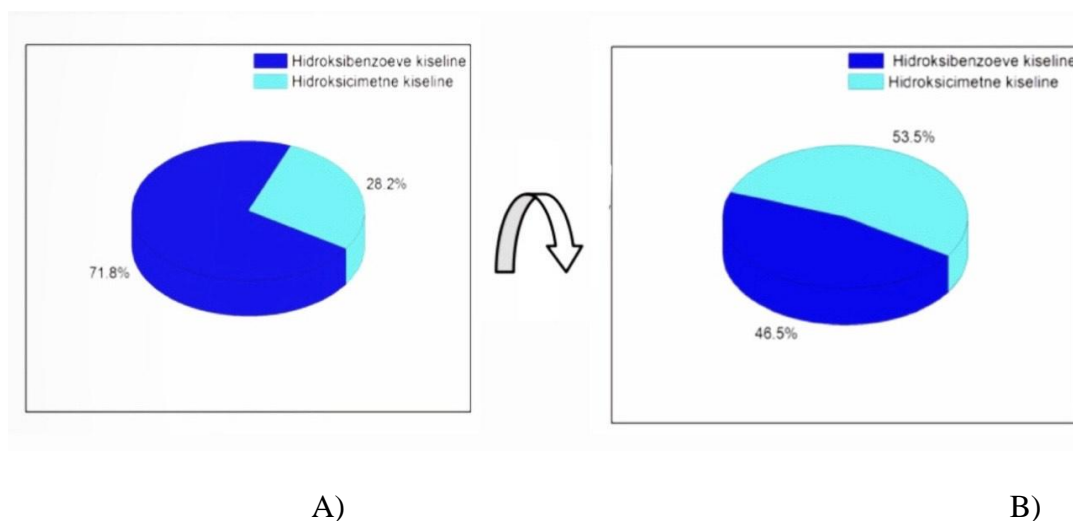 Hidroksibenzoeve kiseline
Hidroksicimetne kiseline
28.2%
71.8%
Hidroksibenzoeve kiseline
Hidroksicimetne kiseline
53.5%
46.5%
A)
B)